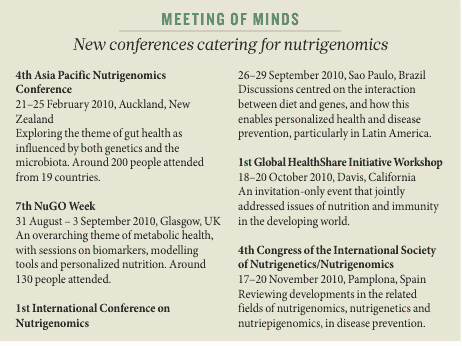 MEETING OF MINDS
New conferences catering for nutrigenomics
4th Asia Pacific Nutrigenomics
Conference
21–25 February 2010, Auckland, New
Zealand
Exploring the theme of gut health as
influenced by both genetics and the
microbiota. Around 200 people attended
from 19 countries.
7th NuGO Week
31 August – 3 September 2010, Glasgow, UK
An overarching theme of metabolic health,
with sessions on biomarkers, modelling
tools and personalized nutrition. Around
130 people attended.
1st International Conference on
Nutrigenomics
26–29 September 2010, Sao Paulo, Brazil
Discussions centred on the interaction
between diet and genes, and how this
enables personalized health and disease
prevention, particularly in Latin America.
1st Global HealthShare Initiative Workshop
18–20 October 2010, Davis, California
An invitation-only event that jointly
addressed issues of nutrition and immunity
in the developing world.
4th Congress of the International Society
of Nutrigenetics/Nutrigenomics
17–20 November 2010, Pamplona, Spain
Reviewing developments in the related
fields of nutrigenomics, nutrigenetics and
nutriepigenomics, in disease prevention.